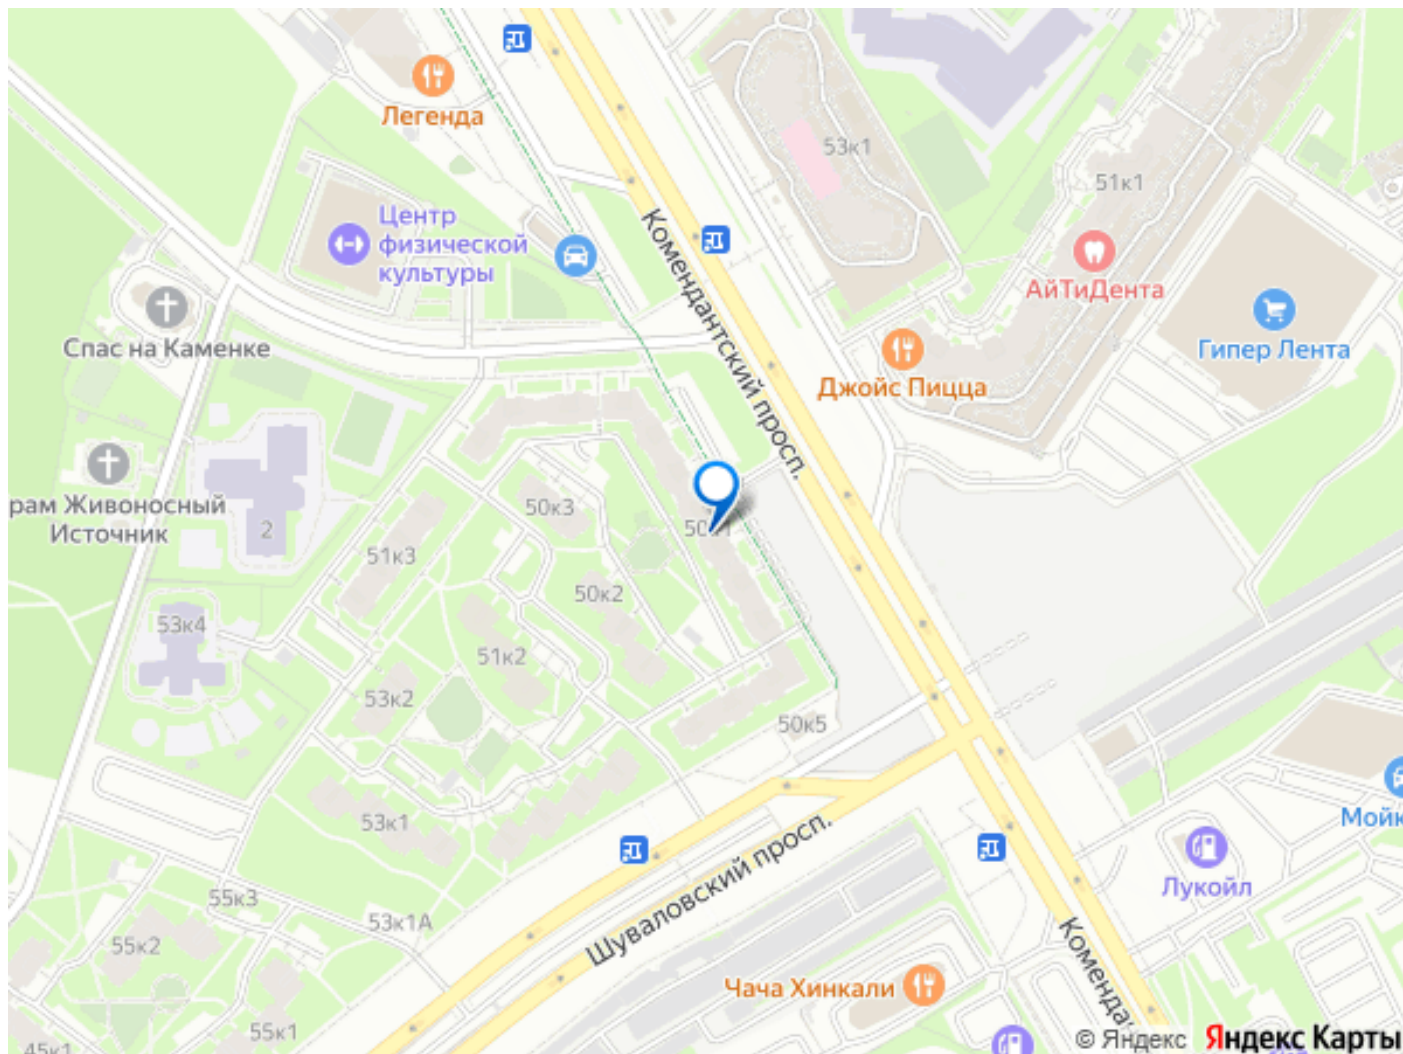 Легенда
53к1
51к1
Центр
физической
культуры
Комендантский просп.
АйТиДента
Спас на Каменке
Гипер Лента
Джойс Пицца
50к3
рам Живоносный
Источник
2
51к3
50к2
53к4
51к2
53к2
50к5
53к1
Мойк
Шуваловский просп.
Лукойл
55к3
53к1А
55к2
Коменда
Чача Хинкали
55к1
45к1
© Яндекс Яндекс Карты